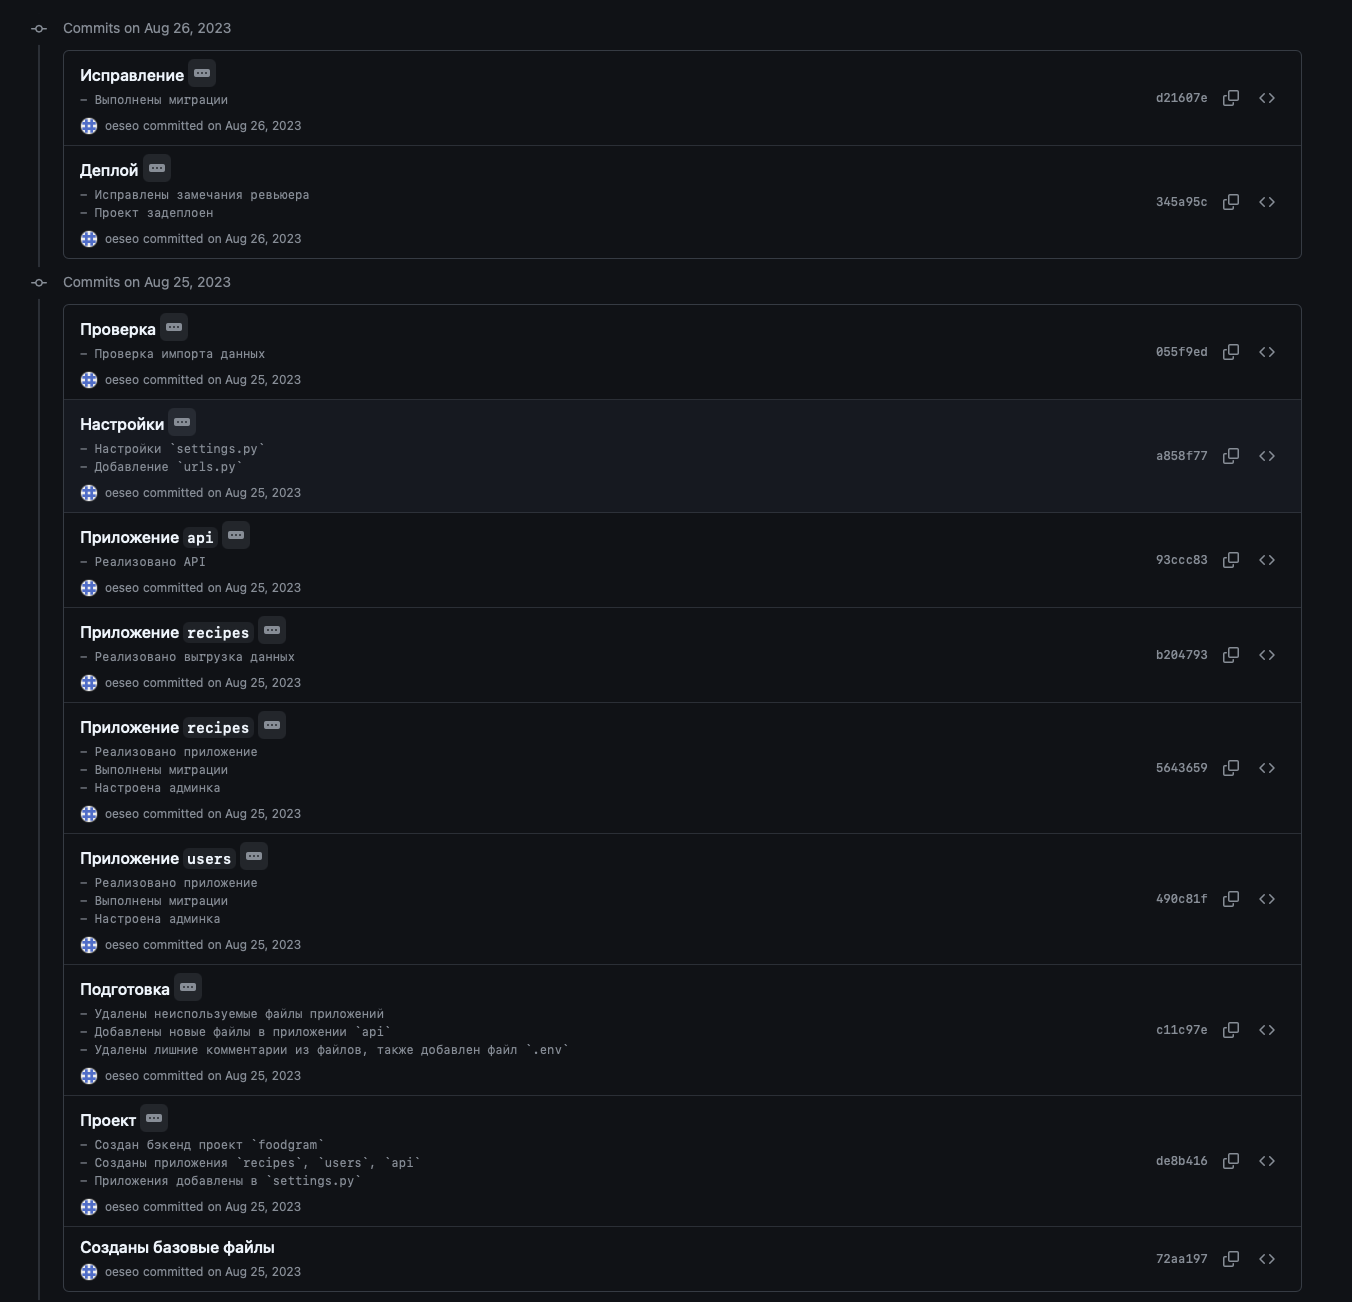 Commits on Aug 26, 2023
Исправление
– Выполнены миграции
oeseo committed on Aug 26, 2023
d21607e
Деплой
– Исправлены замечания ревьюера
– Проект задеплоен
oeseo committed on Aug 26, 2023
345a95c
Commits on Aug 25, 2023
Проверка
– Проверка импорта данных
oeseo committed on Aug 25, 2023
055f9ed
Настройки
– Настройки `settings.py`
– Добавление `urls.py`
oeseo committed on Aug 25, 2023
a858f77
Приложение api
– Реализовано API
oeseo committed on Aug 25, 2023
93ccc83
Приложение recipes
– Реализовано выгрузка данных
oeseo committed on Aug 25, 2023
b204793
Приложение recipes
– Реализовано приложение
– Выполнены миграции
– Настроена админка
oeseo committed on Aug 25, 2023
5643659
Приложение users
– Реализовано приложение
– Выполнены миграции
– Настроена админка
oeseo committed on Aug 25, 2023
490c81f
Подготовка
– Удалены неиспользуемые файлы приложений
– Добавлены новые файлы в приложении `api`
– Удалены лишние комментарии из файлов, также добавлен файл `.env`
oeseo committed on Aug 25, 2023
c11c97e
Проект
– Создан бэкенд проект `foodgram`
– Созданы приложения `recipes`, `users`, `api`
– Приложения добавлены в `settings.py`
oeseo committed on Aug 25, 2023
de8b416
Созданы базовые файлы
oeseo committed on Aug 25, 2023
72aa197